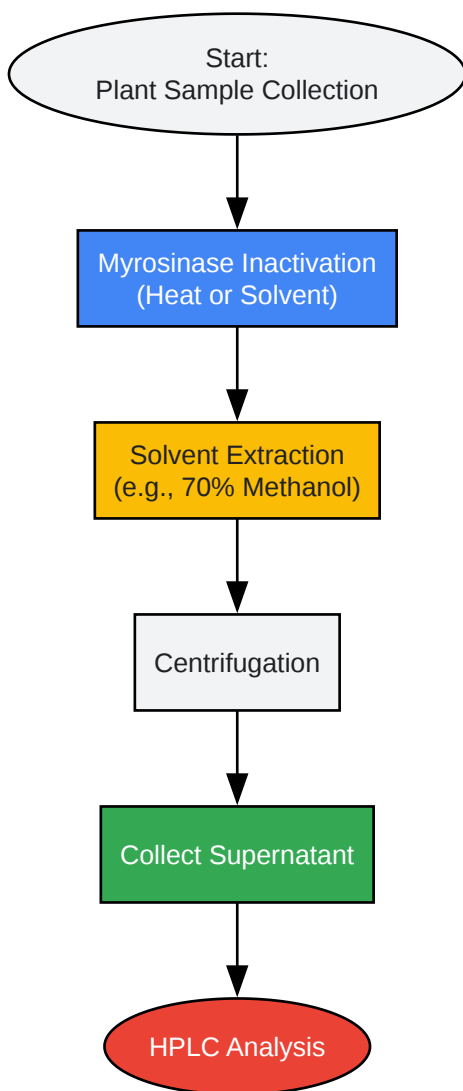 Start:
Plant Sample Collection
Myrosinase Inactivation
(Heat or Solvent)
Solvent Extraction
(e.g., 70% Methanol)
Centrifugation
Collect Supernatant
HPLC Analysis